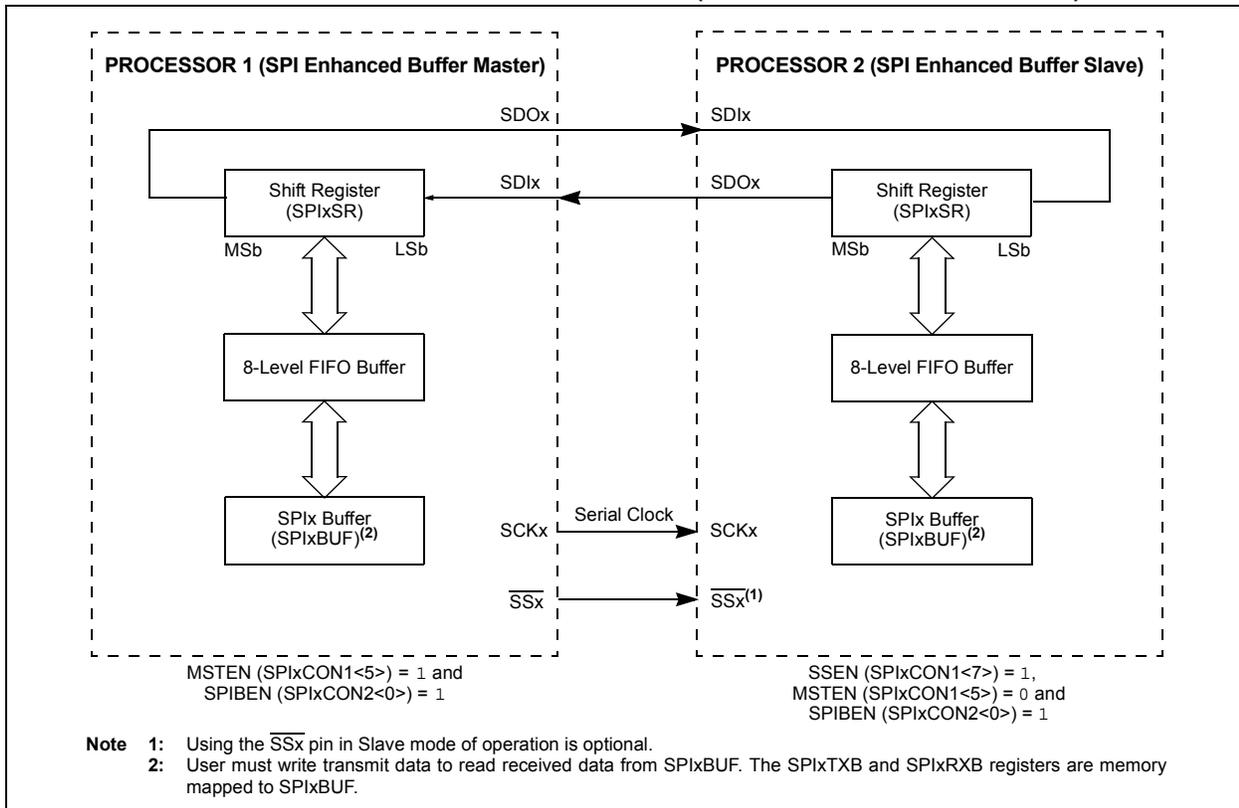 PROCESSOR 1 (SPI Enhanced Buffer Master)
PROCESSOR 2 (SPI Enhanced Buffer Slave)
SDOx
SDIx
Shift Register
(SPIxSR)
SDIx
SDOx
Shift Register
(SPIxSR)
MSb
LSb
MSb
LSb
8-Level FIFO Buffer
8-Level FIFO Buffer
SPIx Buffer
(SPIxBUF)(2)
SCKx
Serial Clock
SCKx
SPIx Buffer
(SPIxBUF)(2)
SSx
SSx(1)
MSTEN (SPIxCON1<5>) = 1 and
SPIBEN (SPIxCON2<0>) = 1
SSEN (SPIxCON1<7>) = 1,
MSTEN (SPIxCON1<5>) = 0 and
SPIBEN (SPIxCON2<0>) = 1
Note 1: Using the SSx pin in Slave mode of operation is optional.
2: User must write transmit data to read received data from SPIxBUF. The SPIxTXB and SPIxRXB registers are memory
mapped to SPIxBUF.